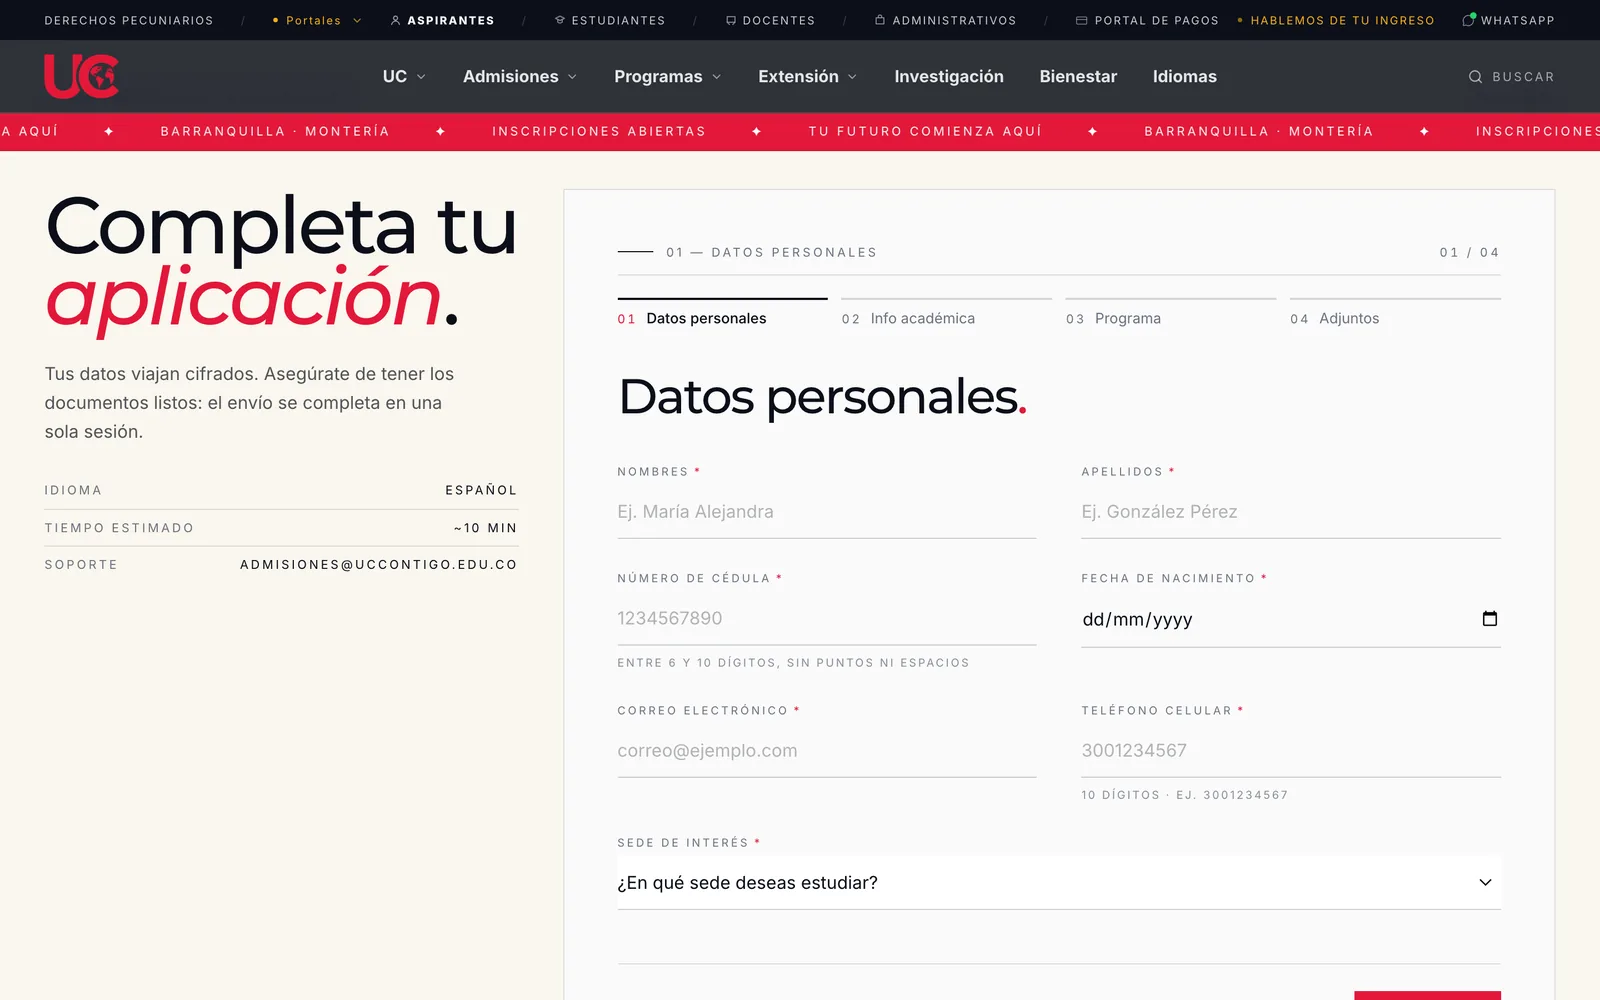 DERECHOS PECUNIARIOS / • Portales ASPIRANTES / ESTUDIANTES / DOCENTES / ADMINISTRATIVOS / PORTAL DE PAGOS • HABLEMOS DE TU INGRESO WHATSAPP
UC UC Admisiones Programas Extensión Investigación Bienestar Idiomas BUSCAR
A AQUÍ ✦ BARRANQUILLA · MONTERÍA ✦ INSCRIPCIONES ABIERTAS ✦ TU FUTURO COMIENZA AQUÍ ✦ BARRANQUILLA · MONTERÍA ✦ INSCRIPCIONES
Completa tu
aplicación.
Tus datos viajan cifrados. Asegúrate de tener los
documentos listos: el envío se completa en una
sola sesión.
IDIOMA ESPAÑOL
TIEMPO ESTIMADO ~10 MIN
SOPORTE ADMISIONES@UCCONTIGO.EDU.CO
01 — DATOS PERSONALES 01 / 04
01 Datos personales 02 Info académica 03 Programa 04 Adjuntos
Datos personales.
NOMBRES * APELLIDOS *
Ej. María Alejandra Ej. González Pérez
NÚMERO DE CÉDULA * FECHA DE NACIMIENTO *
1234567890 dd/mm/yyyy
ENTRE 6 Y 10 DÍGITOS, SIN PUNTOS NI ESPACIOS
CORREO ELECTRÓNICO * TELÉFONO CELULAR *
correo@ejemplo.com 3001234567
10 DÍGITOS · EJ. 3001234567
SEDE DE INTERÉS *
¿En qué sede deseas estudiar?